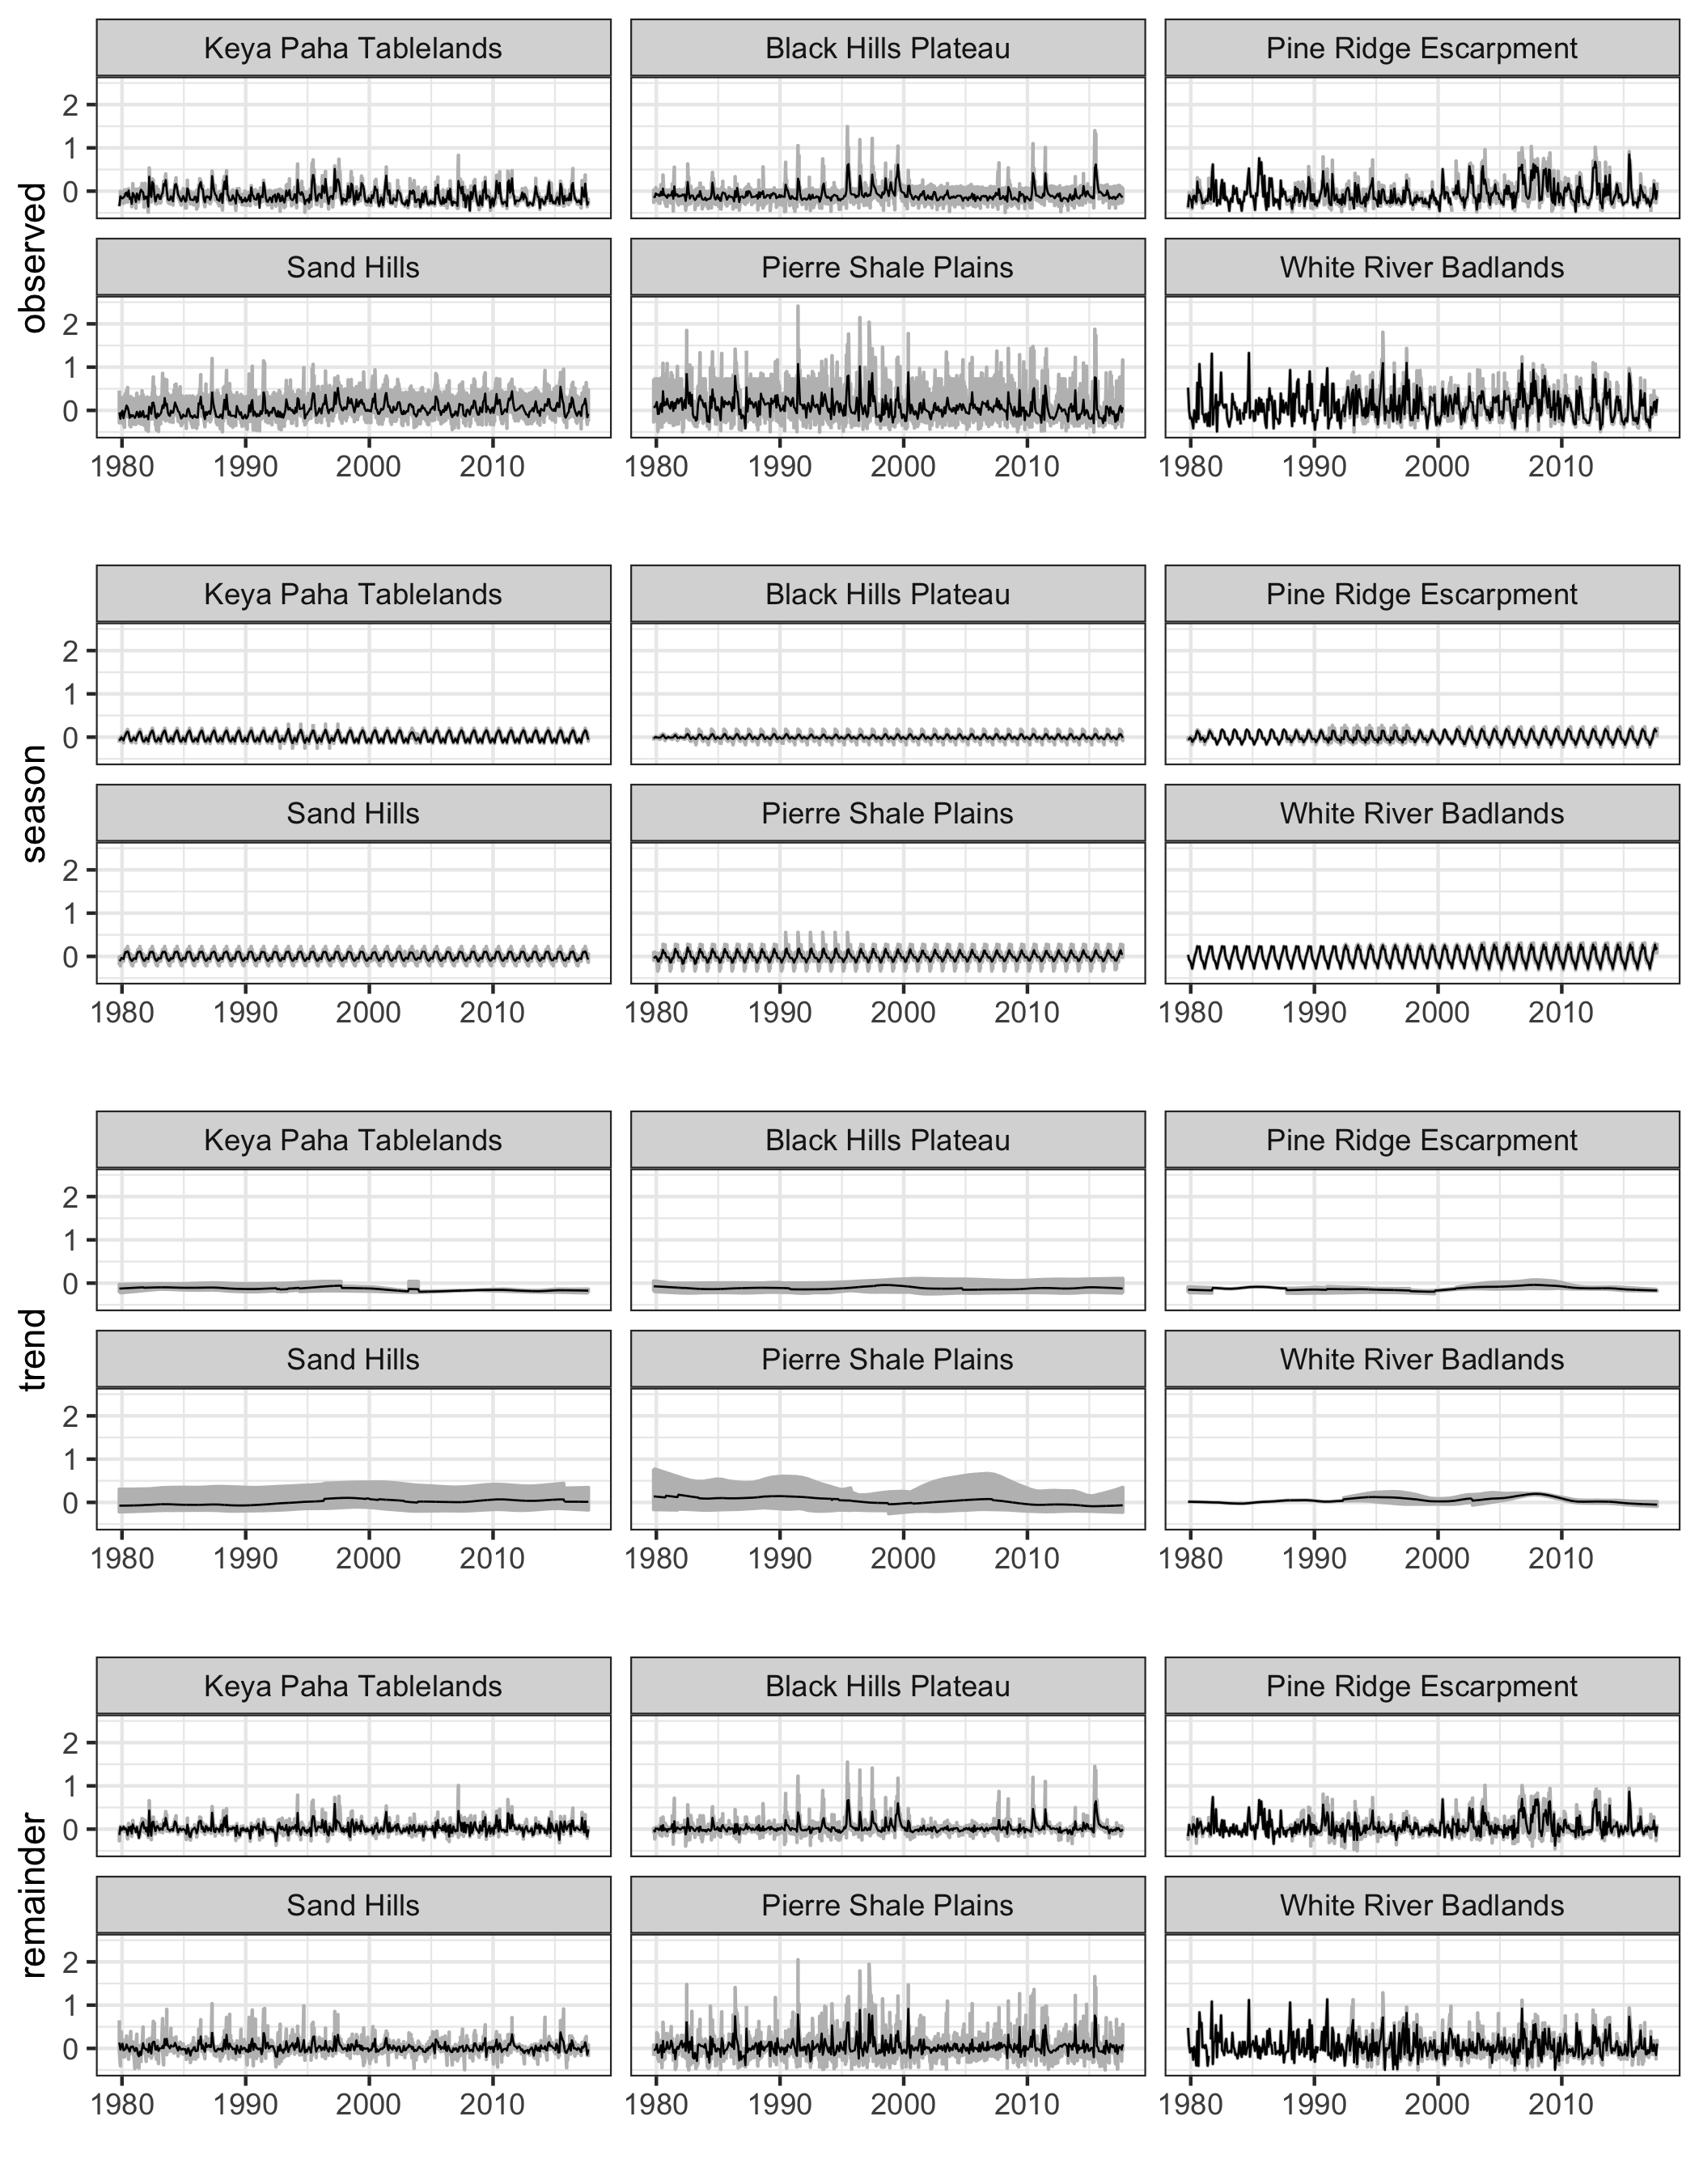 observed
Keya Paha Tablelands Black Hills Plateau Pine Ridge Escarpment
2
1
0
Sand Hills Pierre Shale Plains White River Badlands
2
1
0
1980 1990 2000 2010 1980 1990 2000 2010 1980 1990 2000 2010
season
Keya Paha Tablelands Black Hills Plateau Pine Ridge Escarpment
2
1
0
Sand Hills Pierre Shale Plains White River Badlands
2
1
0
1980 1990 2000 2010 1980 1990 2000 2010 1980 1990 2000 2010
trend
Keya Paha Tablelands Black Hills Plateau Pine Ridge Escarpment
2
1
0
Sand Hills Pierre Shale Plains White River Badlands
2
1
0
1980 1990 2000 2010 1980 1990 2000 2010 1980 1990 2000 2010
remainder
Keya Paha Tablelands Black Hills Plateau Pine Ridge Escarpment
2
1
0
Sand Hills Pierre Shale Plains White River Badlands
2
1
0
1980 1990 2000 2010 1980 1990 2000 2010 1980 1990 2000 2010